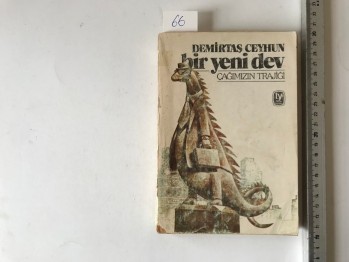 66
DEMİRTAŞ CEYHUN
bir yeni dev
ÇAĞIMIZIN TRAJİĞİ